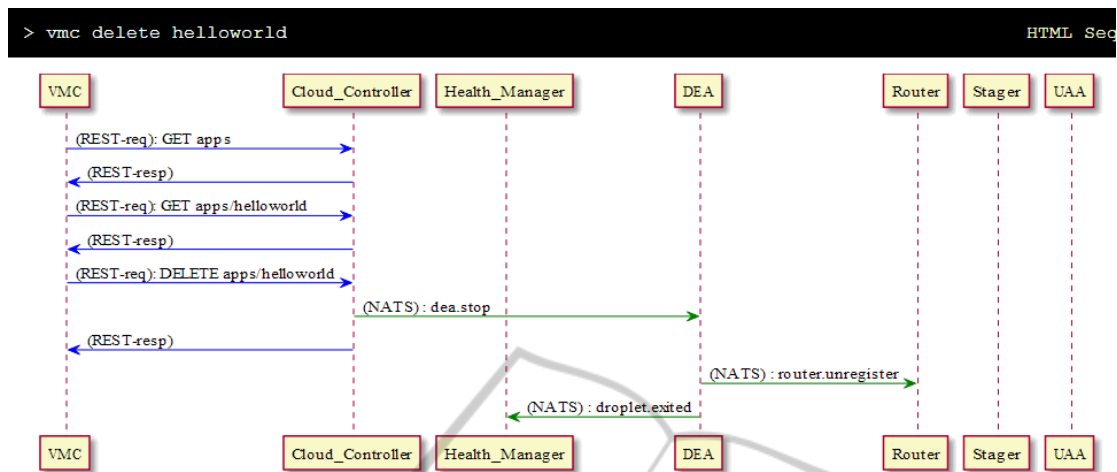 > vmc delete helloworld HTML Seq
VMC Cloud_Controller Health_Manager DEA Router Stager UAA
(REST-req): GET apps
(REST-resp)
(REST-req): GET apps/helloworld
(REST-resp)
(REST-req): DELETE apps/helloworld
(NATS) : dea.stop
(REST-resp)
(NATS) : router.unregister
(NATS) : droplet.exited
VMC Cloud_Controller Health_Manager DEA Router Stager UAA